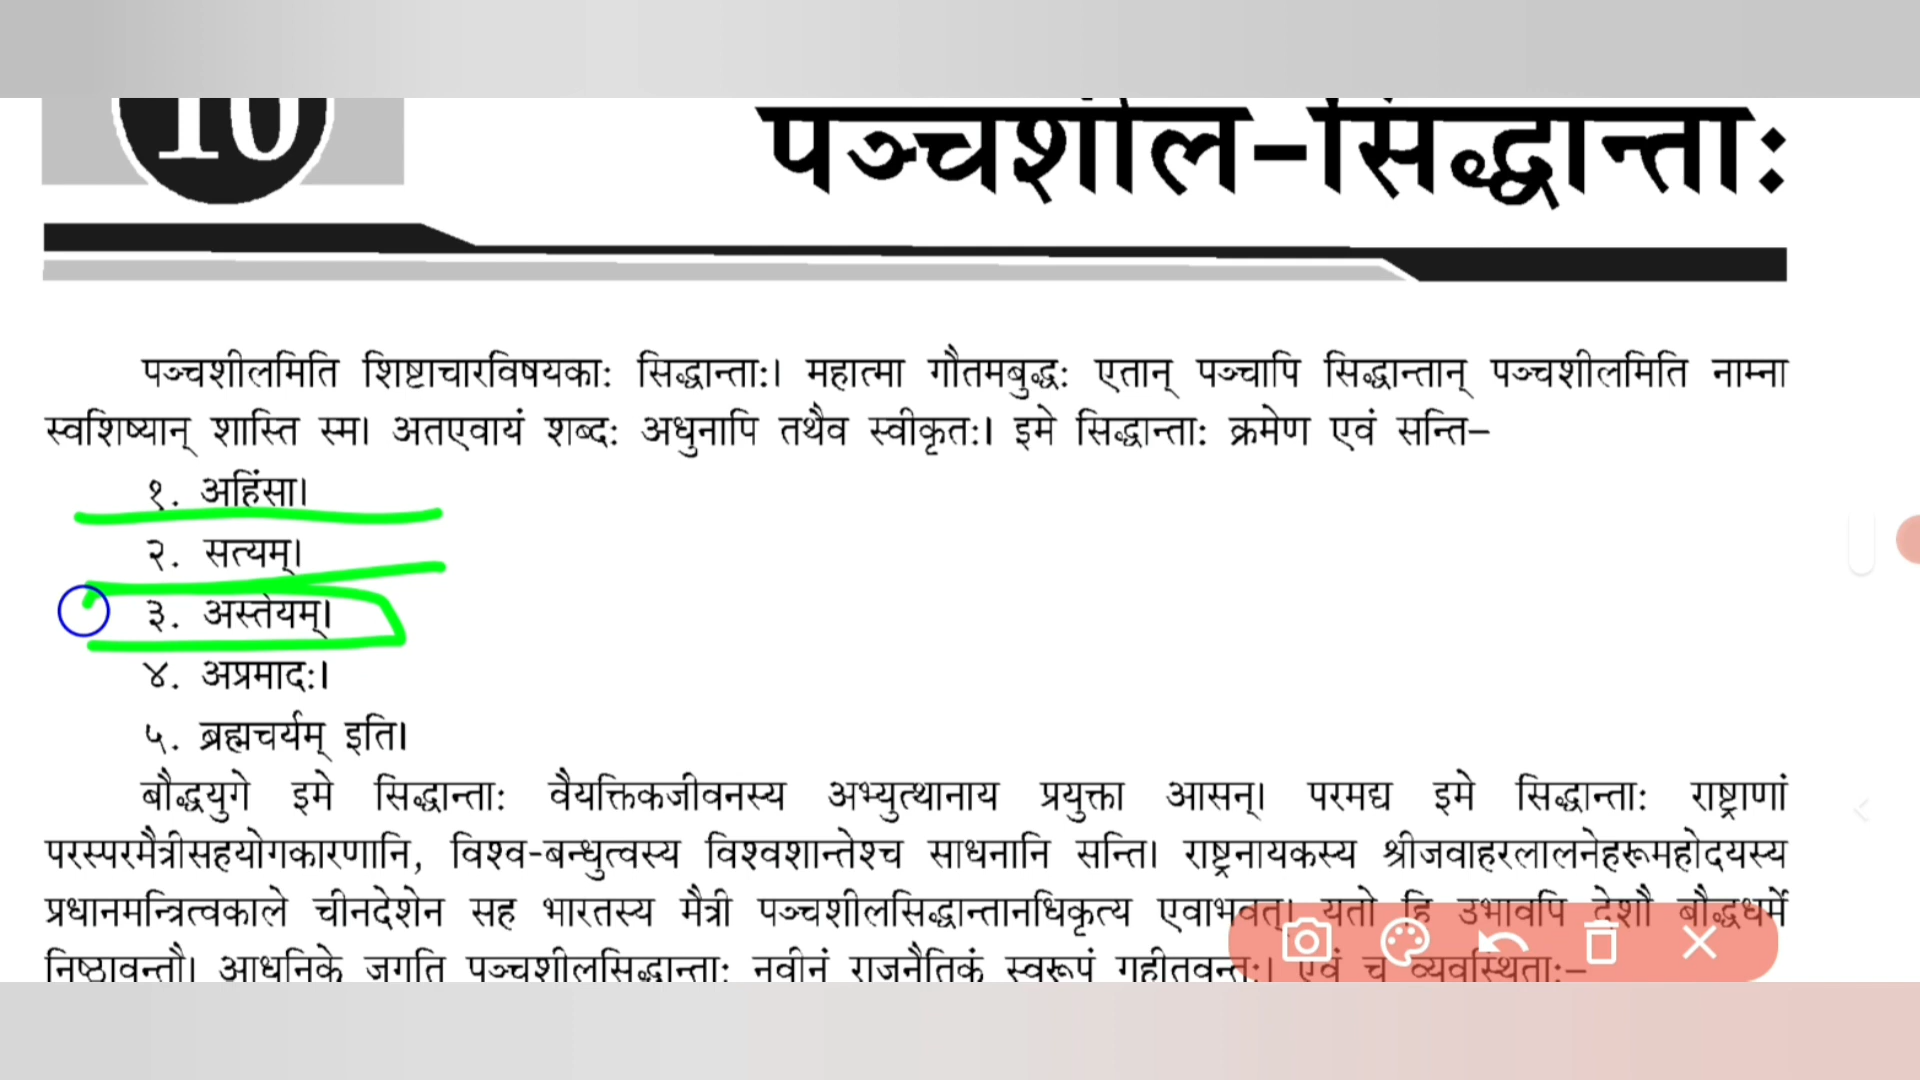 10
पञ्चशील-सिद्धान्ताः
पञ्चशीलमिति शिष्टाचारविषयकाः सिद्धान्ताः। महात्मा गौतमबुद्धः एतान् पञ्चापि सिद्धान्तान् पञ्चशीलमिति नाम्ना
स्वशिष्यान् शास्ति स्म। अतएवायं शब्दः अधुनापि तथैव स्वीकृतः। इमे सिद्धान्ताः क्रमेण एवं सन्ति–
१. अहिंसा।
२. सत्यम्।
३. अस्तेयम्।
४. अप्रमादः।
५. ब्रह्मचर्यम् इति।
बौद्धयुगे इमे सिद्धान्ताः वैयक्तिकजीवनस्य अभ्युत्थानाय प्रयुक्ता आसन्। परमद्य इमे सिद्धान्ताः राष्ट्राणां
परस्परमैत्रीसहयोगकारणानि, विश्व-बन्धुत्वस्य विश्वशान्तेश्च साधनानि सन्ति। राष्ट्रनायकस्य श्रीजवाहरलालनेहरूमहोदयस्य
प्रधानमन्त्रित्वकाले चीनदेशेन सह भारतस्य मैत्री पञ्चशीलसिद्धान्तानधिकृत्य एवाभवत्। यतो हि उभावपि देशौ बौद्धधर्मे
निष्ठावन्तौ। आधुनिके जगति पञ्चशीलसिद्धान्ताः नवीनं राजनैतिकं स्वरूपं गृहीतवन्तः। एवं च व्यवस्थिताः–